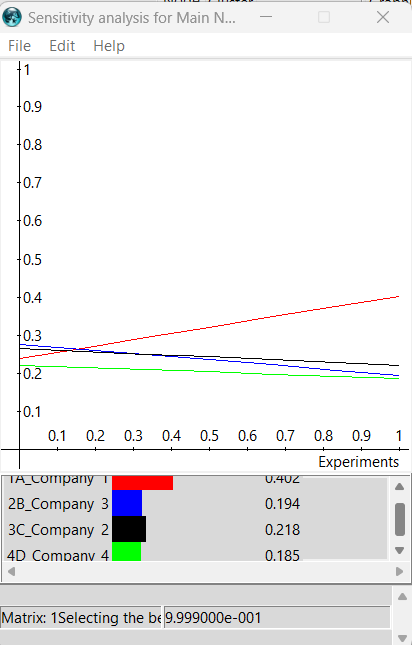 Sensitivity analysis for Main N...
File Edit Help
1
0.9
0.8
0.7
0.6
0.5
0.4
0.3
0.2
0.1
0.1 0.2 0.3 0.4 0.5 0.6 0.7 0.8 0.9 1
Experiments
1A_Company 1 0.402
2B_Company 3 0.194
3C_Company 2 0.218
4D_Company 4 0.185
Matrix: 1Selecting the be 9.999000e-001